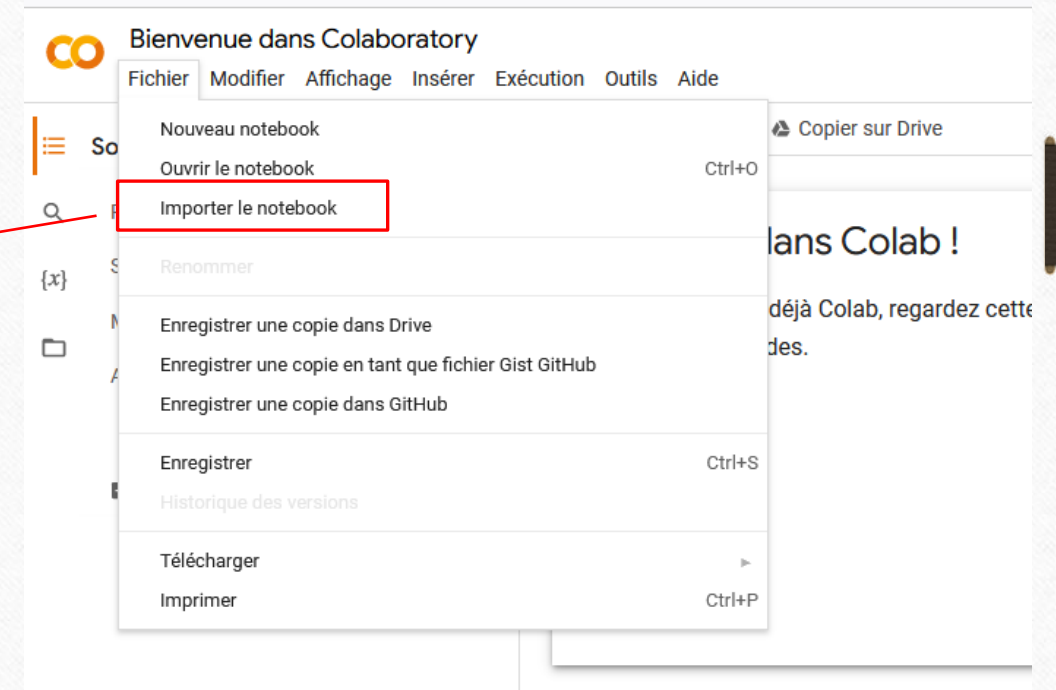 Bienvenue dans Colaboratory
Fichier Modifier Affichage Insérer Exécution Outils Aide
So
Nouveau notebook
Copier sur Drive
Ouvrir le notebook Ctrl+O
Importer le notebook
lans Colab !
{x}
Renommer
déjà Colab, regardez cette
Enregistrer une copie dans Drive
des.
Enregistrer une copie en tant que fichier Gist GitHub
Enregistrer une copie dans GitHub
Enregistrer Ctrl+S
Historique des versions
Télécharger
Imprimer Ctrl+P